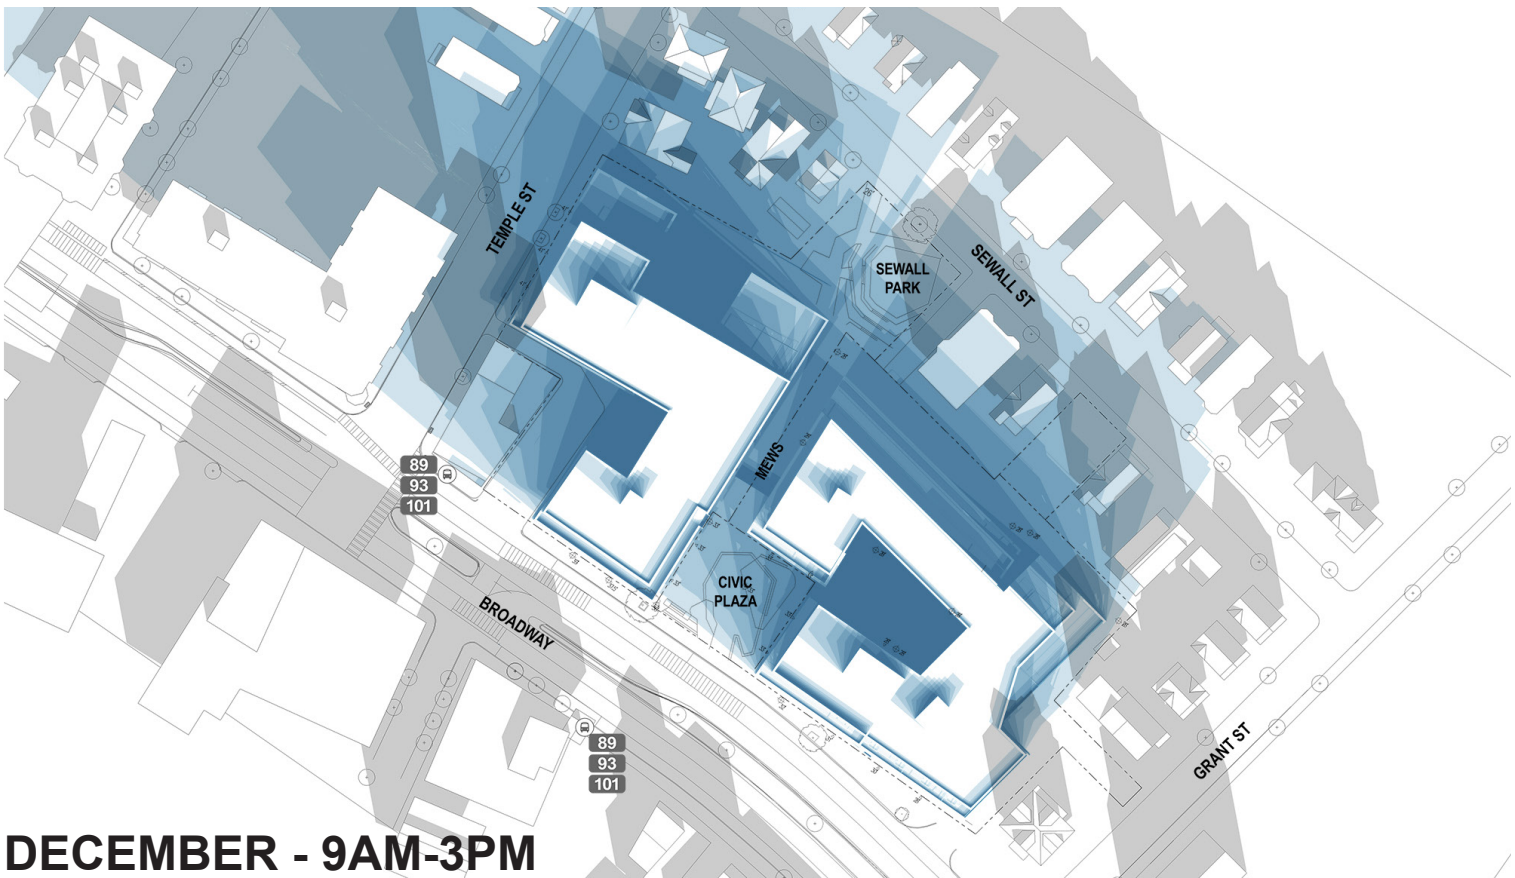 TEMPLE ST
26'
SEWALL
PARK
SEWALL ST
MEWS
89
93
101
CIVIC
PLAZA
BROADWAY
89
93
101
GRANT ST
DECEMBER - 9AM-3PM